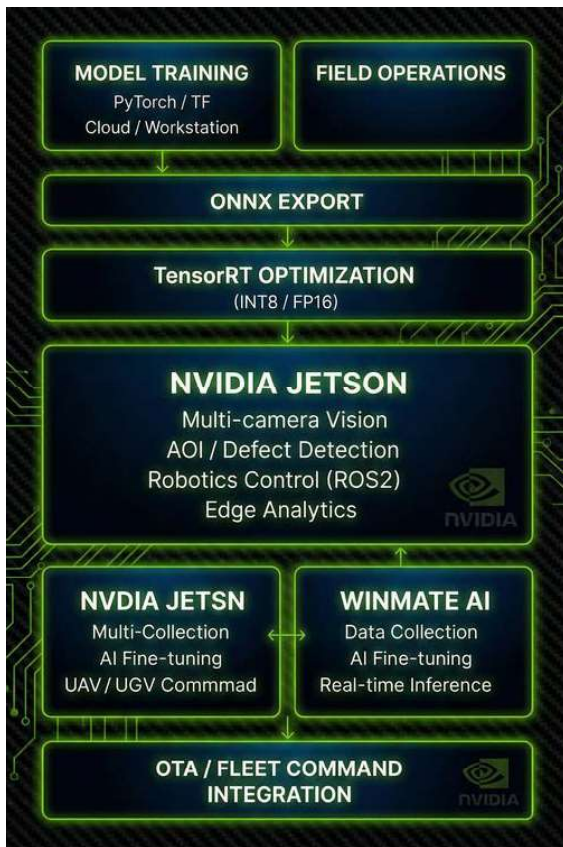 MODEL TRAINING
PyTorch / TF
Cloud / Workstation
FIELD OPERATIONS
ONNX EXPORT
TensorRT OPTIMIZATION
(INT8 / FP16)
NVIDIA JETSON
Multi-camera Vision
AOI / Defect Detection
Robotics Control (ROS2)
Edge Analytics
NVIDIA
NVDIA JETSN
Multi-Collection
AI Fine-tuning
UAV / UGV Commmad
WINMATE AI
Data Collection
AI Fine-tuning
Real-time Inference
OTA / FLEET COMMAND
INTEGRATION
NVIDIA